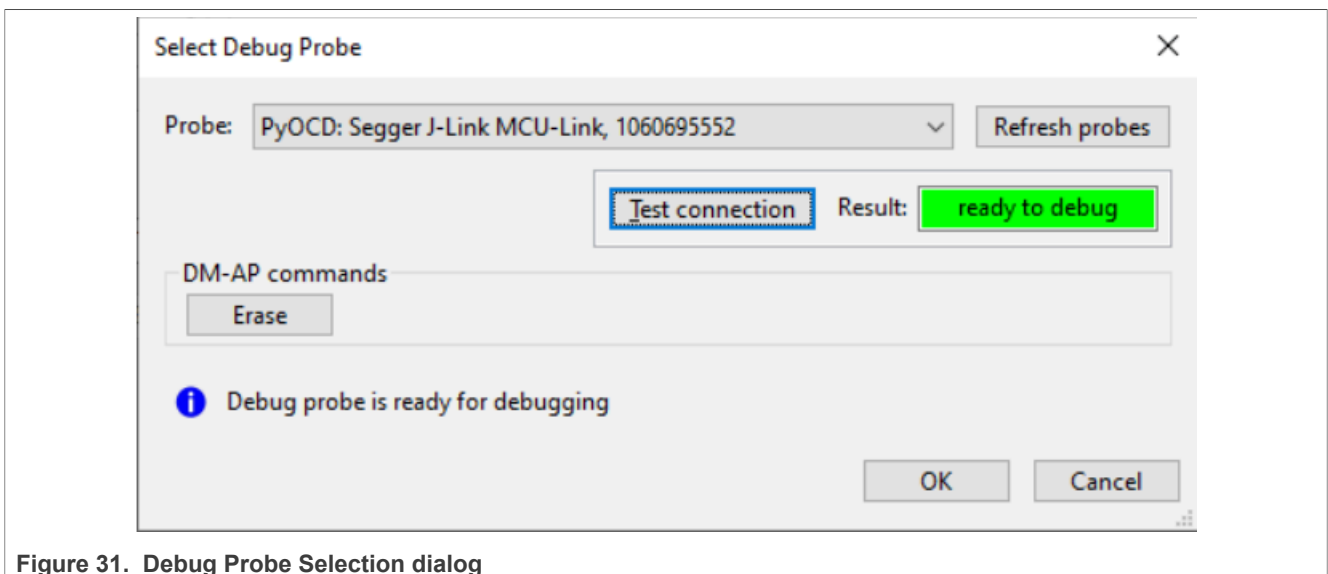 Select Debug Probe
Probe: PyOCD: Segger J-Link MCU-Link, 1060695552 Refresh probes
Test connection Result: ready to debug
DM-AP commands
Erase
Debug probe is ready for debugging
OK Cancel
Figure 31. Debug Probe Selection dialog